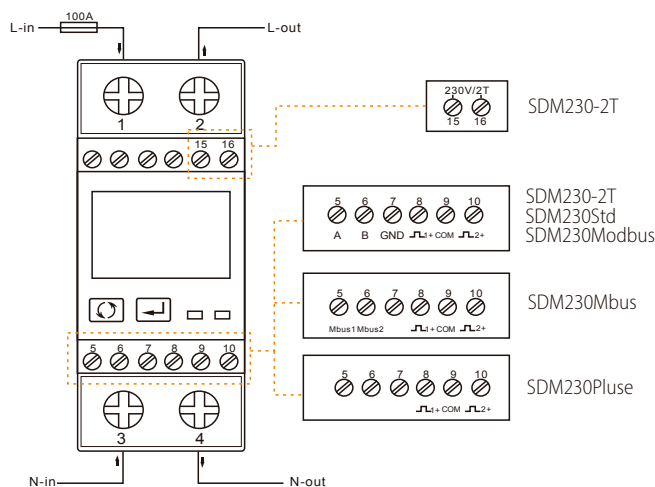 100A
L-in
L-out
1
2
15 16
230V/2T
15 16
SDM230-2T
5 6 7 8 9 10
A B GND 1+ COM 2+
SDM230-2T
SDM230Std
SDM230Modbus
5 6 7 8 9 10
Mbus1 Mbus2 1+ COM 2+
SDM230Mbus
5 6 7 8 9 10
5 6 7 8 9 10
1+ COM 2+
SDM230Pluse
3
4
N-in
N-out